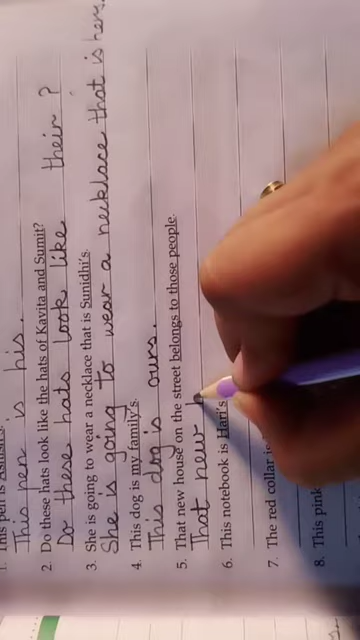 This pen is his.
2. Do these hats look like the hats of Kavita and Sumit?
Do these hats look like their ?
3. She is going to wear a necklace that is Sunidhi's.
She is going to wear a necklace that is hers.
4. This dog is my family's.
This dog is ours.
5. That new house on the street belongs to those people.
That new h
6. This notebook is Hari's
7. The red collar is
8. This pink